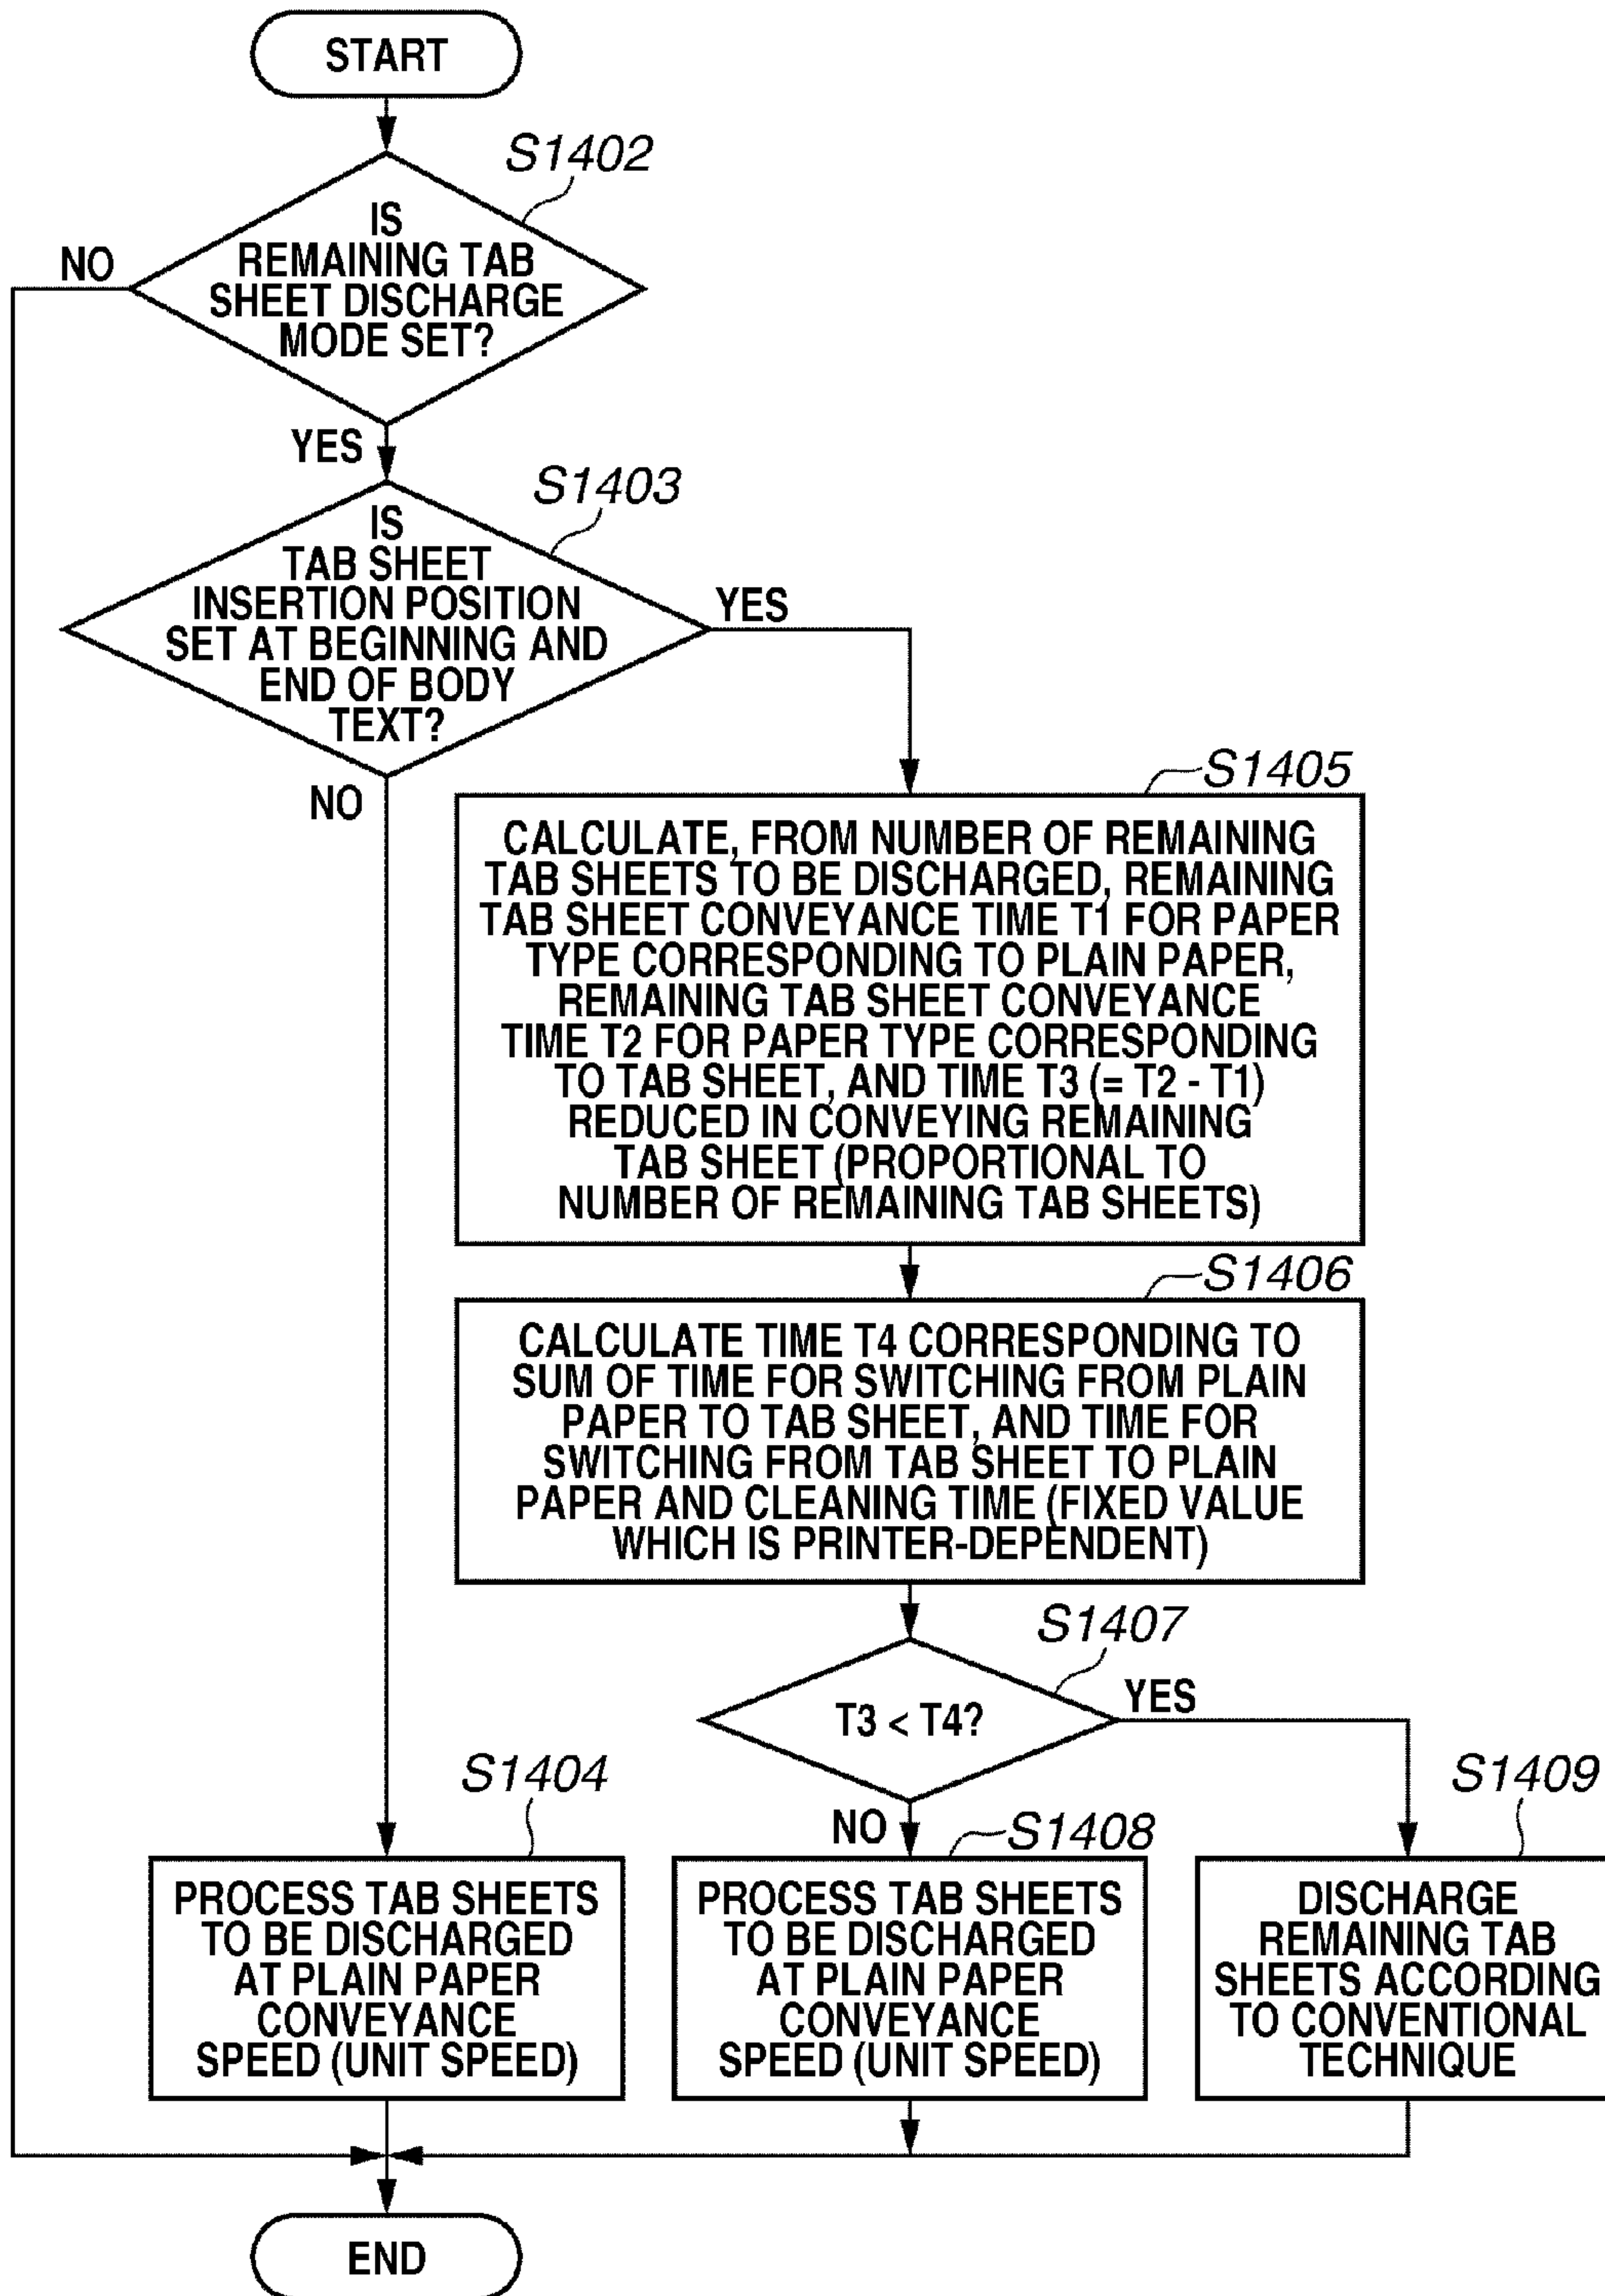 START
S1402
IS
REMAINING TAB
SHEET DISCHARGE
MODE SET?
NO
YES
S1403
IS
TAB SHEET
INSERTION POSITION
SET AT BEGINNING AND
END OF BODY
TEXT?
YES
NO
S1405
CALCULATE, FROM NUMBER OF REMAINING
TAB SHEETS TO BE DISCHARGED, REMAINING
TAB SHEET CONVEYANCE TIME T1 FOR PAPER
TYPE CORRESPONDING TO PLAIN PAPER,
REMAINING TAB SHEET CONVEYANCE
TIME T2 FOR PAPER TYPE CORRESPONDING
TO TAB SHEET, AND TIME T3 (= T2 - T1)
REDUCED IN CONVEYING REMAINING
TAB SHEET (PROPORTIONAL TO
NUMBER OF REMAINING TAB SHEETS)
S1406
CALCULATE TIME T4 CORRESPONDING TO
SUM OF TIME FOR SWITCHING FROM PLAIN
PAPER TO TAB SHEET, AND TIME FOR
SWITCHING FROM TAB SHEET TO PLAIN
PAPER AND CLEANING TIME (FIXED VALUE
WHICH IS PRINTER-DEPENDENT)
S1407
T3 < T4?
YES
NO
S1404
PROCESS TAB SHEETS
TO BE DISCHARGED
AT PLAIN PAPER
CONVEYANCE
SPEED (UNIT SPEED)
S1408
PROCESS TAB SHEETS
TO BE DISCHARGED
AT PLAIN PAPER
CONVEYANCE
SPEED (UNIT SPEED)
S1409
DISCHARGE
REMAINING TAB
SHEETS ACCORDING
TO CONVENTIONAL
TECHNIQUE
END